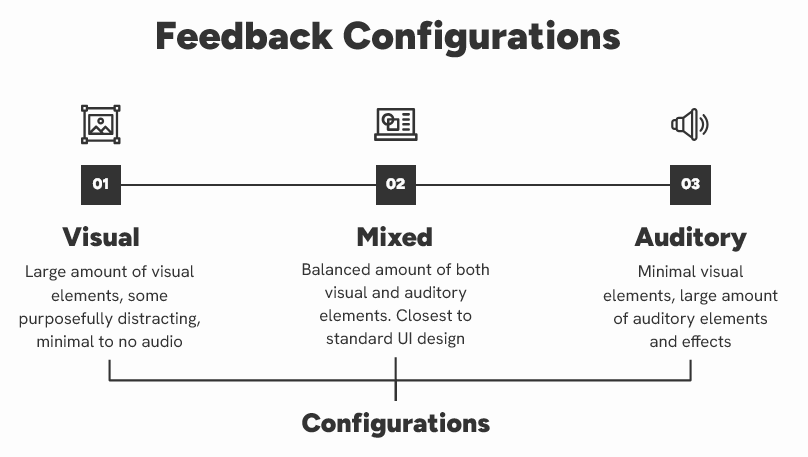 Feedback Configurations
01
02
03
Visual
Mixed
Auditory
Large amount of visual
elements, some
purposefully distracting,
minimal to no audio
Balanced amount of both
visual and auditory
elements. Closest to
standard UI design
Minimal visual
elements, large amount
of auditory elements
and effects
Configurations